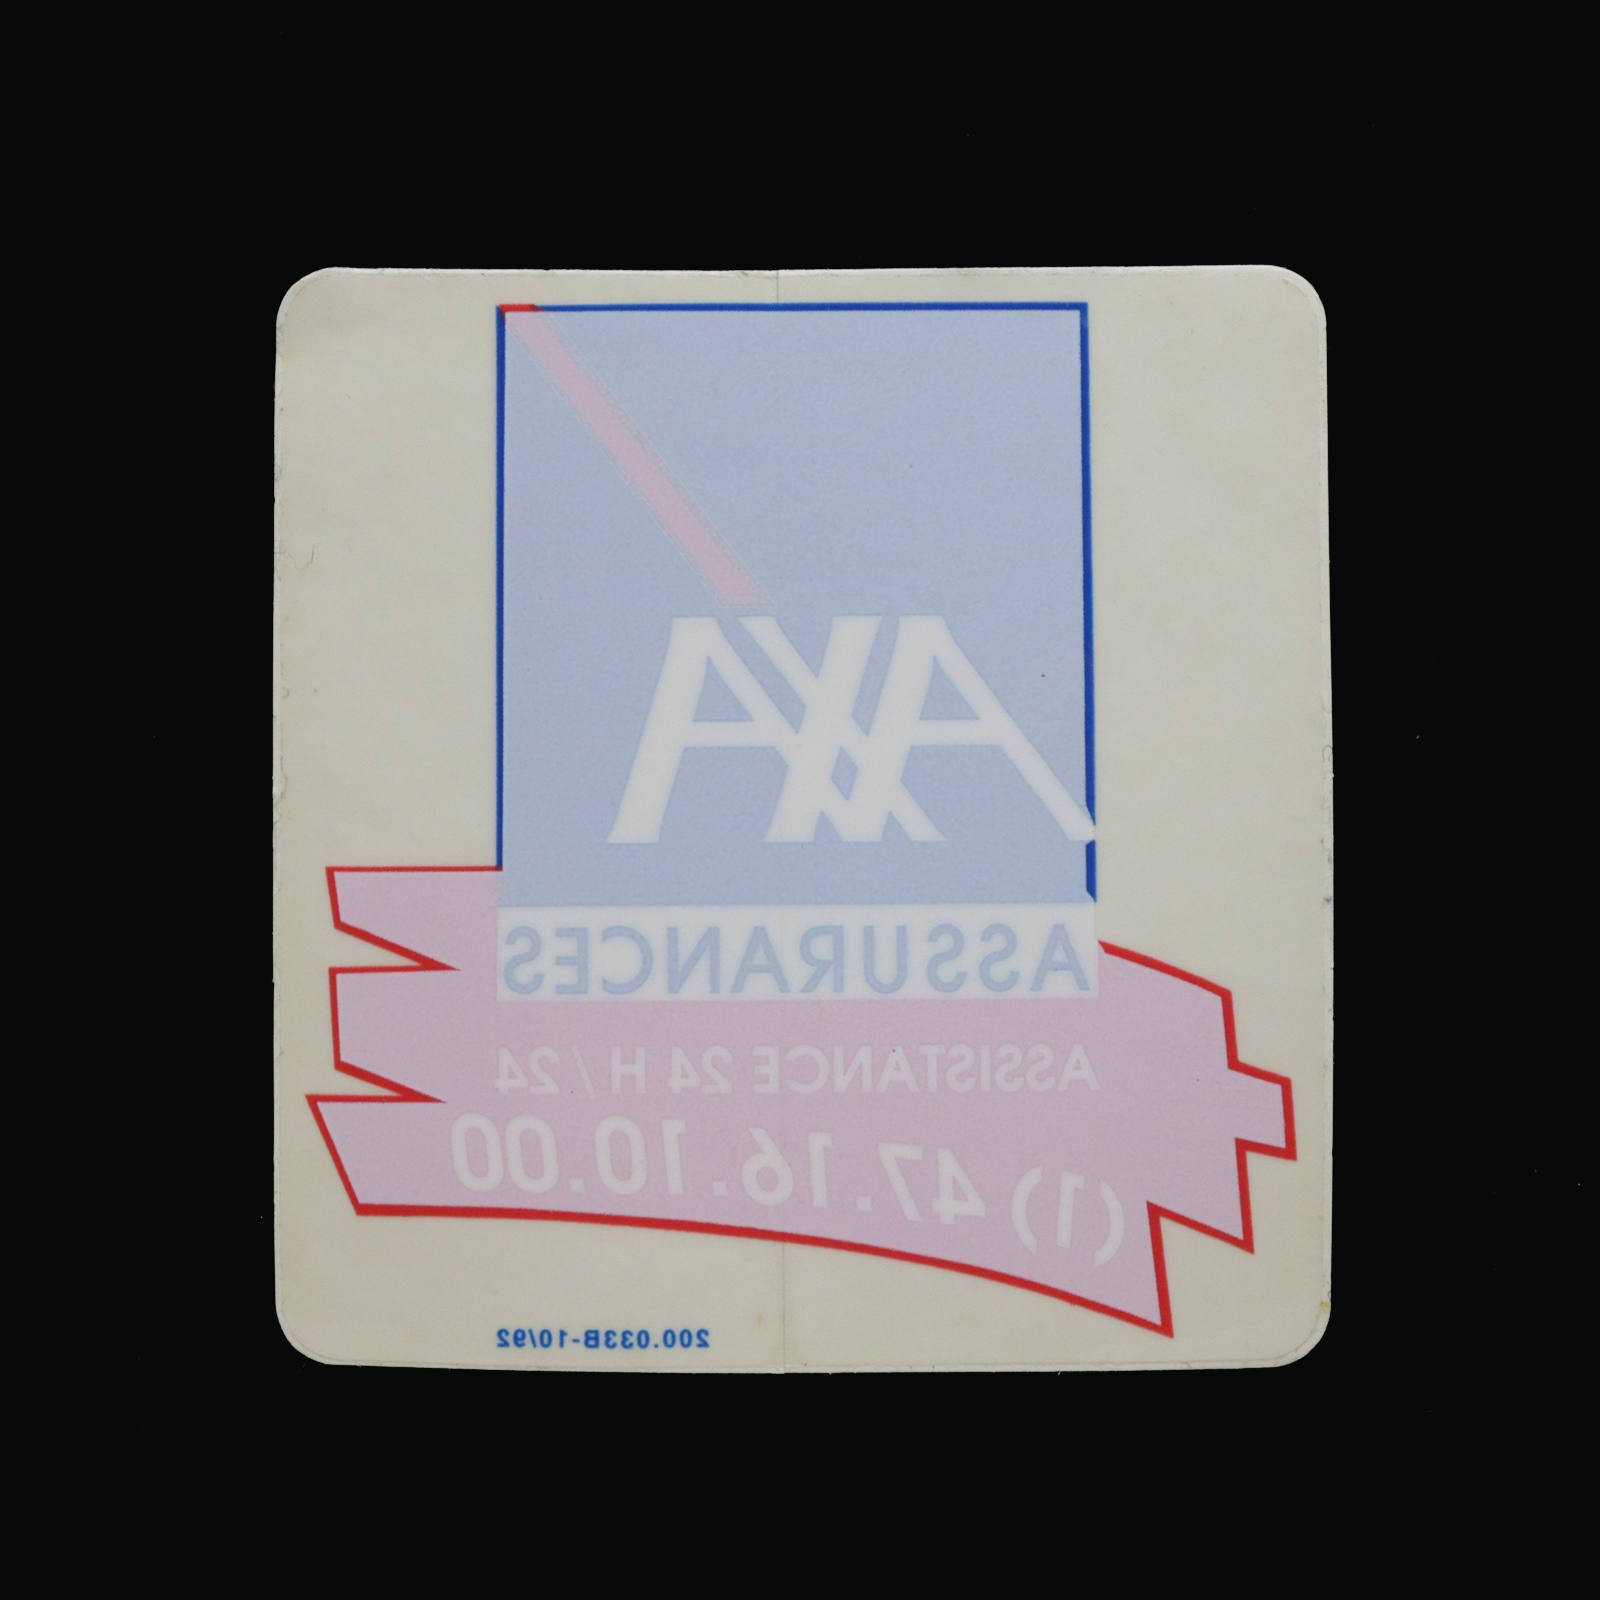 AXA
ASSURANCES
ASSISTANCE 24 H / 24
(1) 47.16.10.00
200.033B-10/92